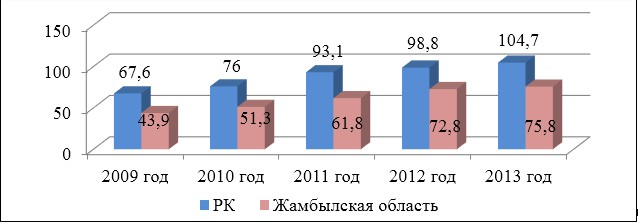 150
100
50
0
67,6 76 93,1 98,8 104,7
43,9 51,3 61,8 72,8 75,8
2009 год 2010 год 2011 год 2012 год 2013 год
РК Жамбылская область